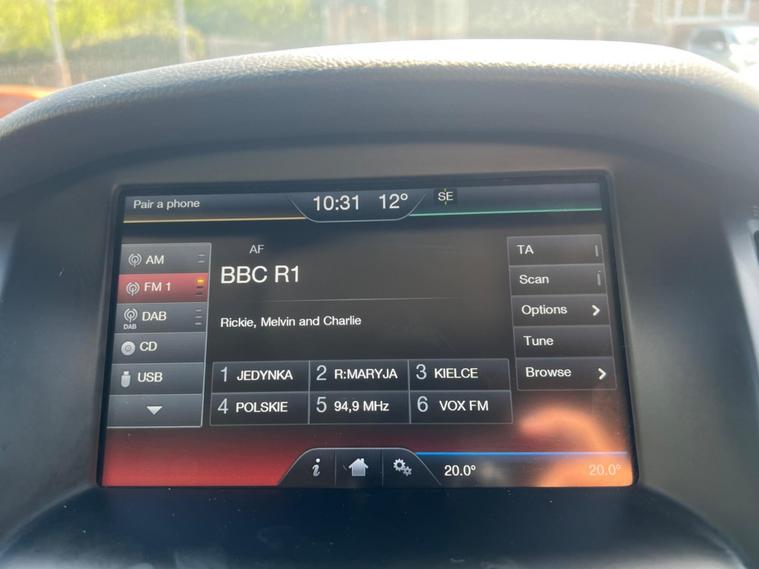 Pair a phone
10:31 12° SE
AM
FM 1
DAB
DAB
CD
USB
AF
BBC R1
Rickie, Melvin and Charlie
1 JEDYNKA 2 R:MARYJA 3 KIELCE
4 POLSKIE 5 94,9 MHz 6 VOX FM
TA
Scan
Options
Tune
Browse
i
20.0° 20.0°